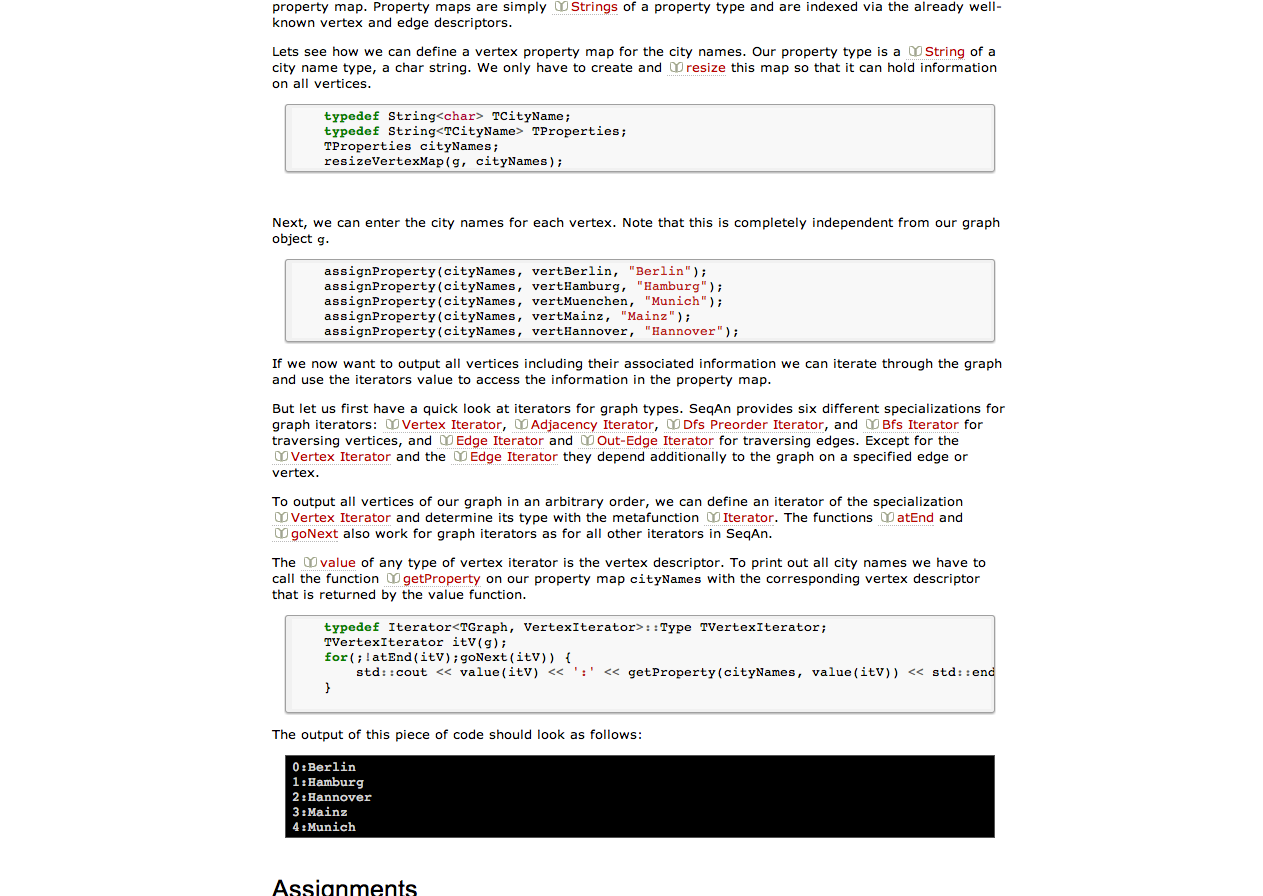 property map. Property maps are simply Strings of a property type and are indexed via the already well-
known vertex and edge descriptors.
Lets see how we can define a vertex property map for the city names. Our property type is a String of a
city name type, a char string. We only have to create and resize this map so that it can hold information
on all vertices.
typedef String<char> TCityName;
typedef String<TCityName> TProperties;
TProperties cityNames;
resizeVertexMap(g, cityNames);
Next, we can enter the city names for each vertex. Note that this is completely independent from our graph
object g.
assignProperty(cityNames, vertBerlin, "Berlin");
assignProperty(cityNames, vertHamburg, "Hamburg");
assignProperty(cityNames, vertMuenchen, "Munich");
assignProperty(cityNames, vertMainz, "Mainz");
assignProperty(cityNames, vertHannover, "Hannover");
If we now want to output all vertices including their associated information we can iterate through the graph
and use the iterators value to access the information in the property map.
But let us first have a quick look at iterators for graph types. SeqAn provides six different specializations for
graph iterators: Vertex Iterator, Adjacency Iterator, Dfs Preorder Iterator, and Bfs Iterator for
traversing vertices, and Edge Iterator and Out-Edge Iterator for traversing edges. Except for the
Vertex Iterator and the Edge Iterator they depend additionally to the graph on a specified edge or
vertex.
To output all vertices of our graph in an arbitrary order, we can define an iterator of the specialization
Vertex Iterator and determine its type with the metafunction Iterator. The functions atEnd and
goNext also work for graph iterators as for all other iterators in SeqAn.
The value of any type of vertex iterator is the vertex descriptor. To print out all city names we have to
call the function getProperty on our property map cityNames with the corresponding vertex descriptor
that is returned by the value function.
typedef Iterator<TGraph, VertexIterator>::Type TVertexIterator;
TVertexIterator itV(g);
for(;!atEnd(itV);goNext(itV)) {
std::cout << value(itV) << ':' << getProperty(cityNames, value(itV)) << std::end
}
The output of this piece of code should look as follows:
0:Berlin
1:Hamburg
2:Hannover
3:Mainz
4:Munich
Assignments